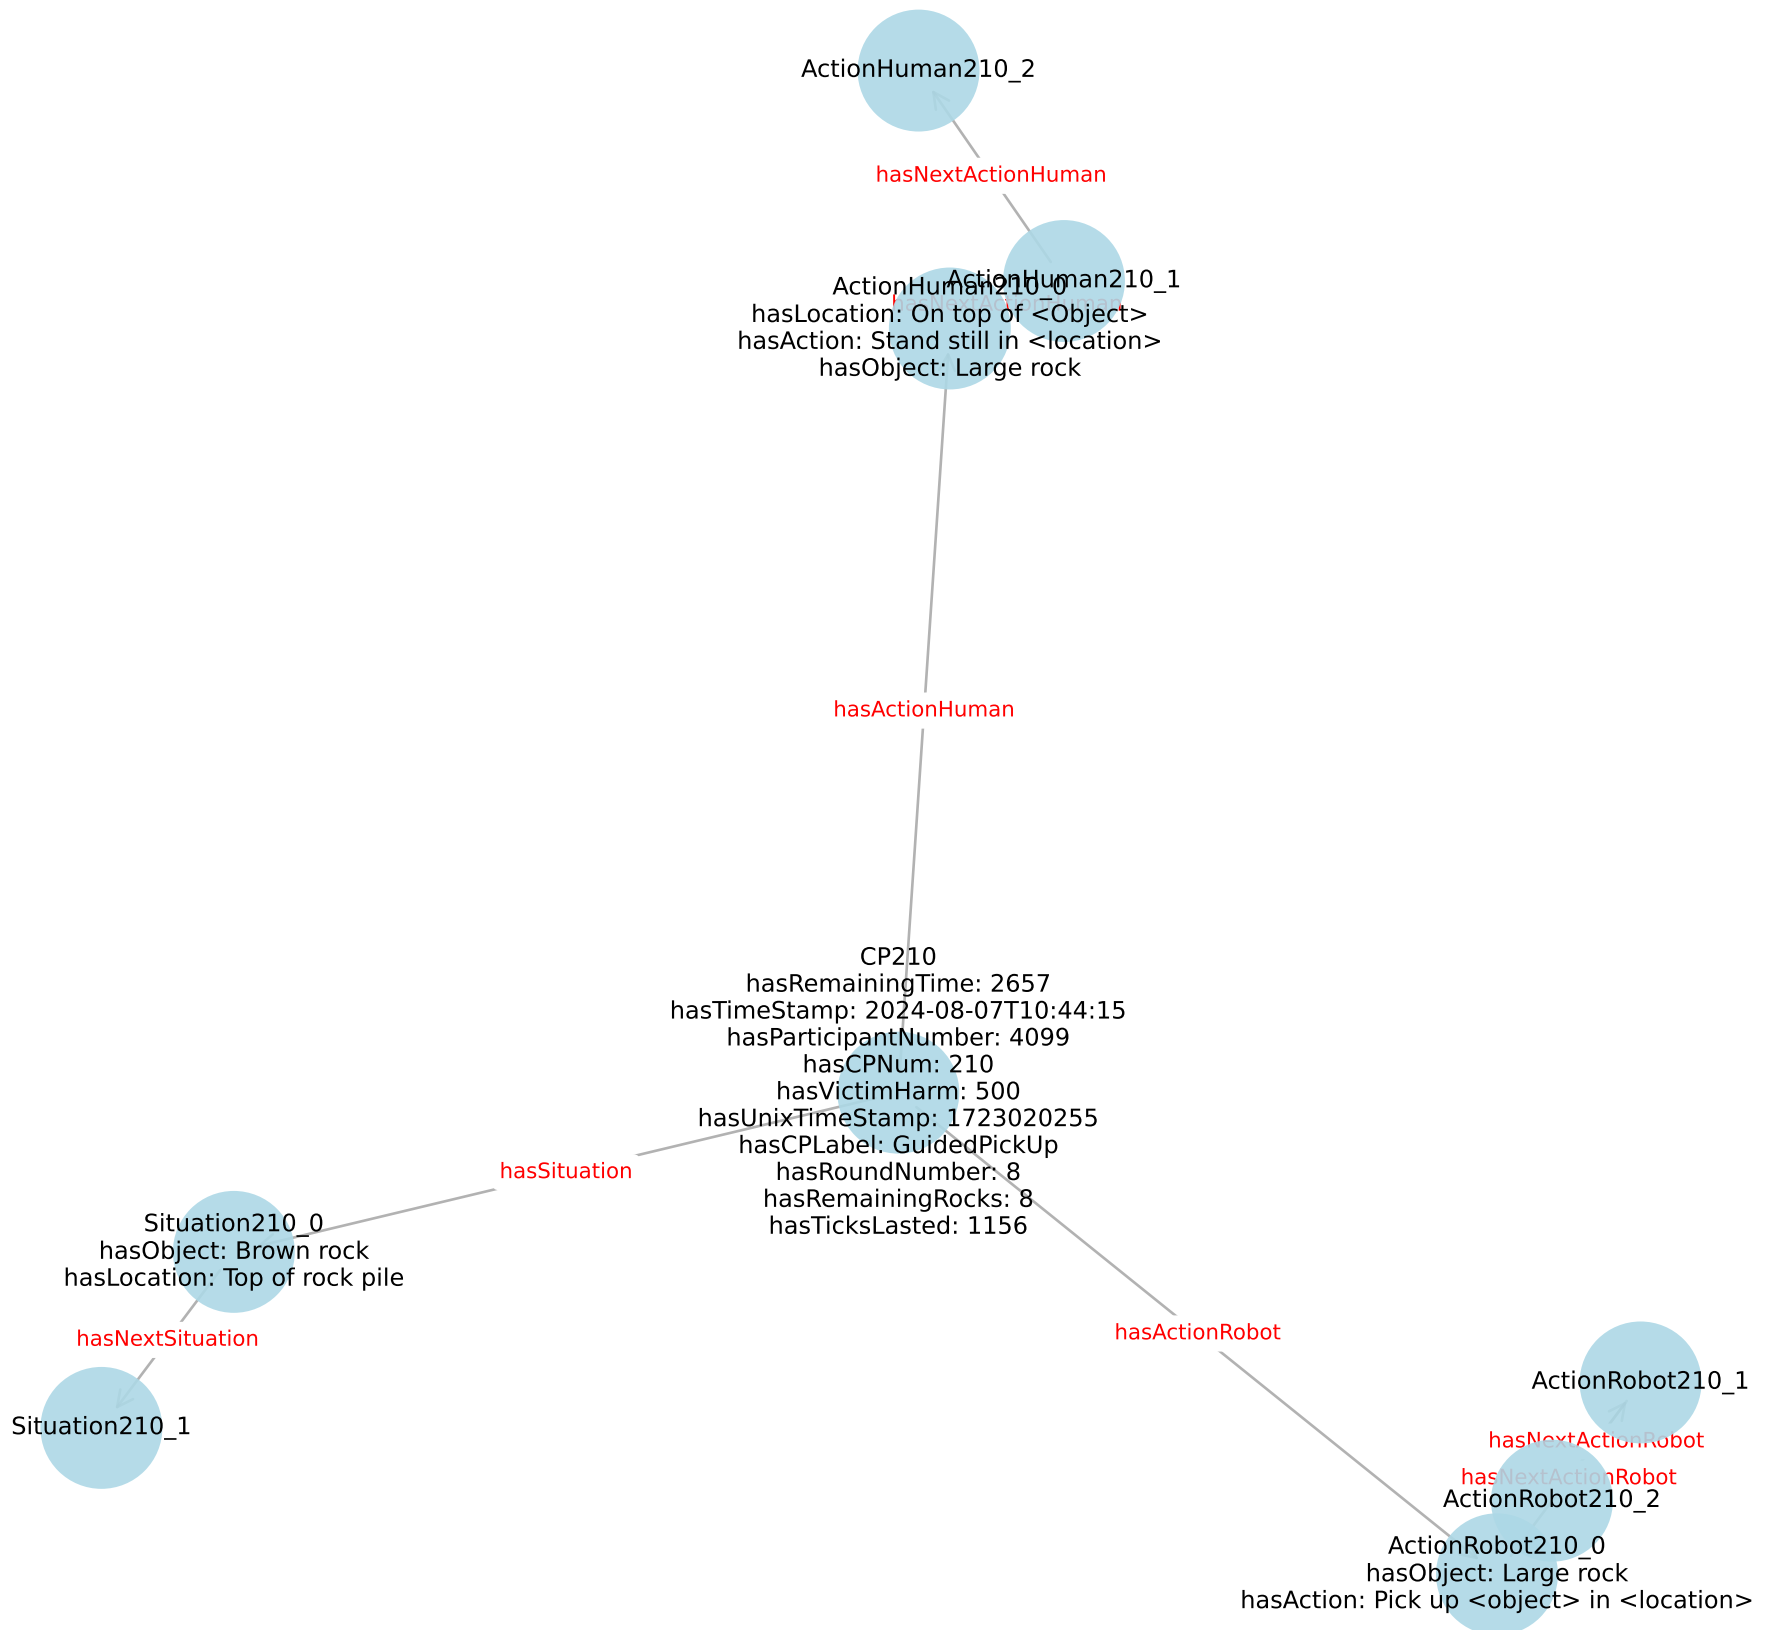 ActionHuman210_2
hasNextActionHuman
ActionHuman210_1
ActionHuman210_0
hasNextActionHuman
hasLocation: On top of <Object>
hasAction: Stand still in <location>
hasObject: Large rock
hasActionHuman
CP210
hasRemainingTime: 2657
hasTimeStamp: 2024-08-07T10:44:15
hasParticipantNumber: 4099
hasCPNum: 210
hasVictimHarm: 500
hasUnixTimeStamp: 1723020255
hasCPLabel: GuidedPickUp
hasRoundNumber: 8
hasRemainingRocks: 8
hasTicksLasted: 1156
hasSituation
Situation210_0
hasObject: Brown rock
hasLocation: Top of rock pile
hasNextSituation
Situation210_1
hasActionRobot
ActionRobot210_1
hasNextActionRobot
hasNextActionRobot
ActionRobot210_2
ActionRobot210_0
hasObject: Large rock
hasAction: Pick up <object> in <location>